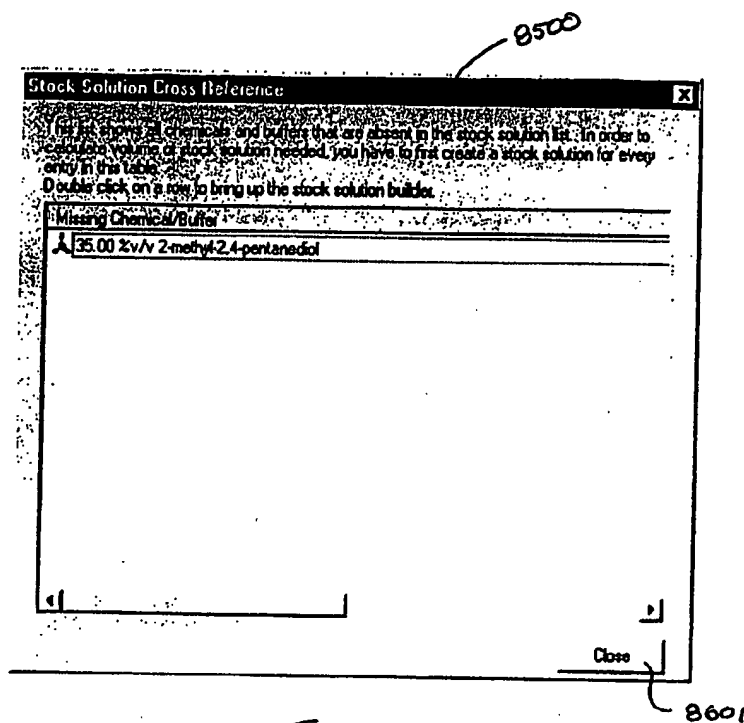 8500
Stock Solution Cross Reference
This list shows all chemicals and buffers that are absent in the stock solution list. In order to
calculate volume of stock solution needed, you have to first create a stock solution for every
entry in this table.
Double click on a row to bring up the stock solution builder.
Missing Chemical/Buffer
35.00 %v/v 2-methyl-2,4-pentanediol
Close
8601